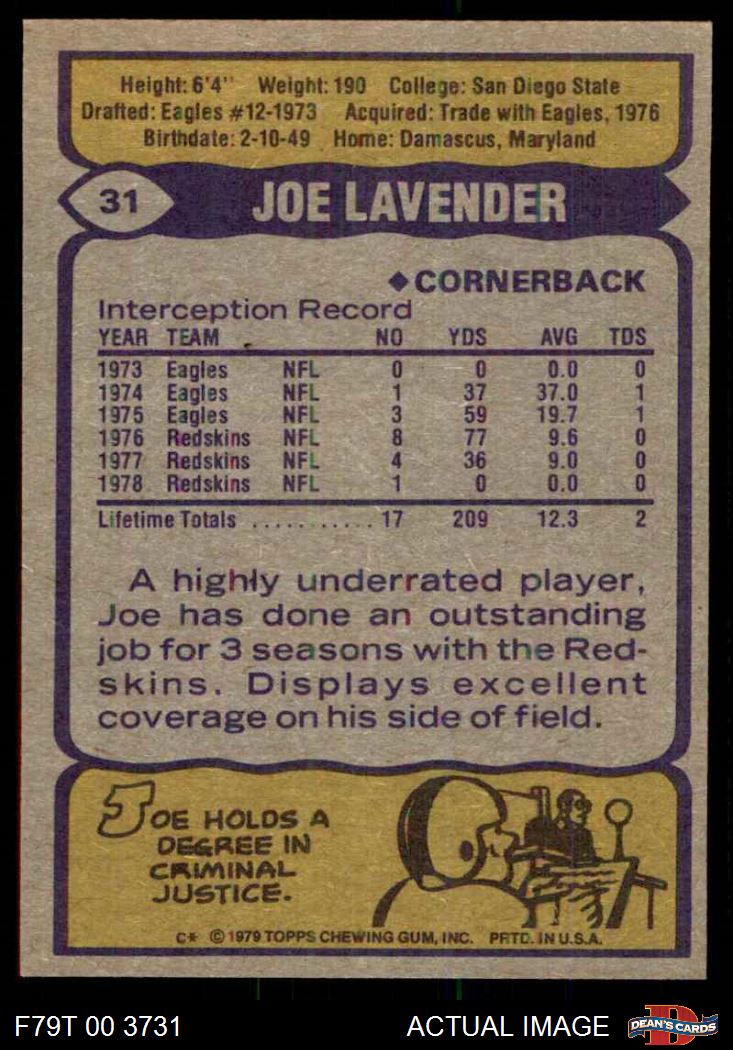 Height: 6'4" Weight: 190 College: San Diego State
Drafted: Eagles #12-1973 Acquired: Trade with Eagles, 1976
Birthdate: 2-10-49 Home: Damascus, Maryland
31 JOE LAVENDER
◆CORNERBACK
Interception Record
YEAR TEAM NO YDS AVG TDS
1973 Eagles NFL 0 0 0.0 0
1974 Eagles NFL 1 37 37.0 1
1975 Eagles NFL 3 59 19.7 1
1976 Redskins NFL 8 77 9.6 0
1977 Redskins NFL 4 36 9.0 0
1978 Redskins NFL 1 0 0.0 0
Lifetime Totals ........... 17 209 12.3 2
A highly underrated player,
Joe has done an outstanding
job for 3 seasons with the Red-
skins. Displays excellent
coverage on his side of field.
JOE HOLDS A
DEGREE IN
CRIMINAL
JUSTICE.
C* © 1979 TOPPS CHEWING GUM, INC. PRTD. IN U.S.A.
F79T 00 3731 ACTUAL IMAGE D DEAN'S CARDS